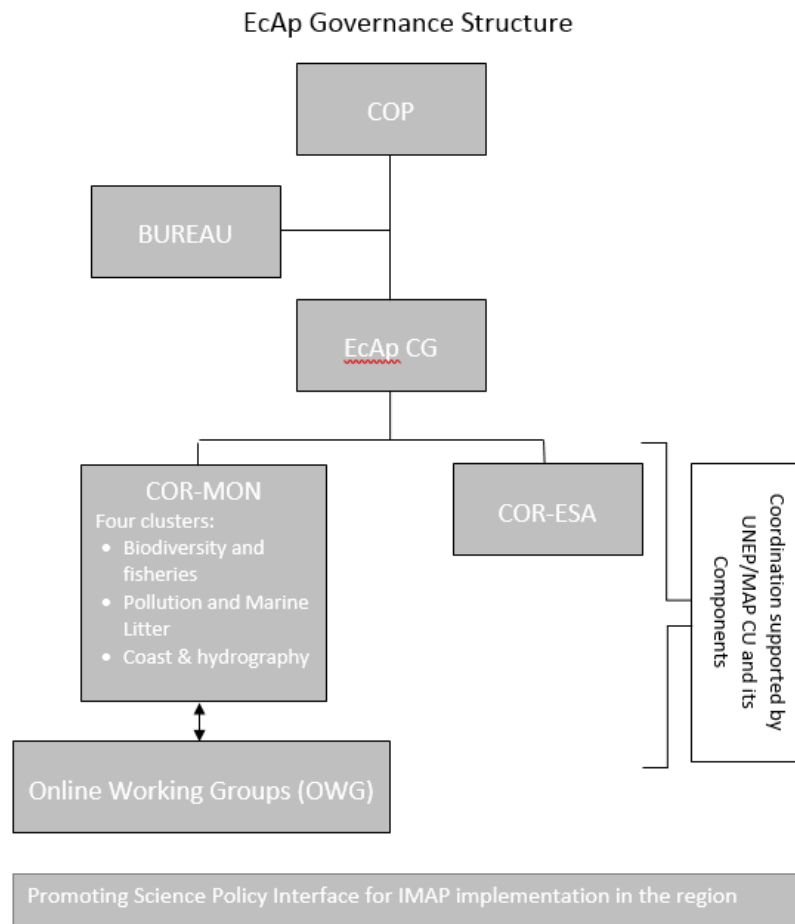 EcAp Governance Structure
COP
BUREAU
EcAp CG
COR-MON
Four clusters:
• Biodiversity and
fisheries
• Pollution and Marine
Litter
• Coast & hydrography
COR-ESA
Coordination supported by
UNEP/MAP CU and its
Components
Online Working Groups (OWG)
Promoting Science Policy Interface for IMAP implementation in the region